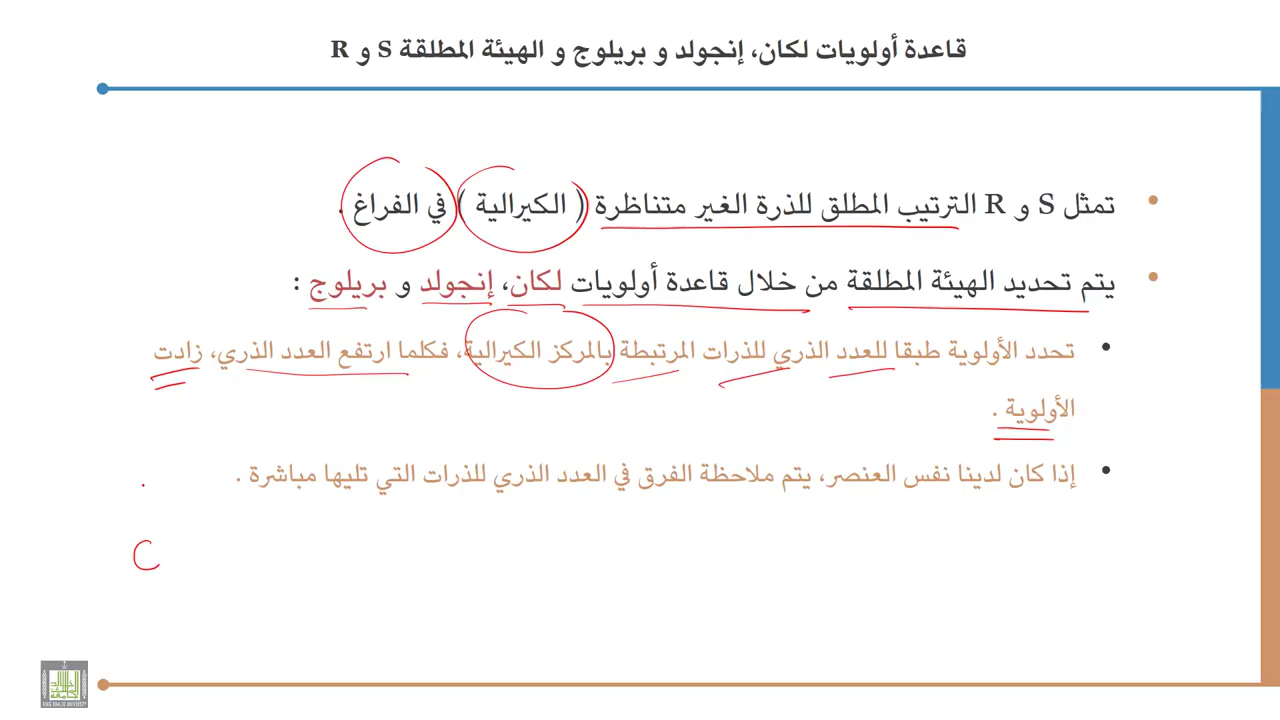 قاعدة أولويات لكان، إنجولد و بريلوج و الهيئة المطلقة S و R
تمثل S و R الترتيب المطلق للذرة الغير متناظرة ( الكيرالية ) في الفراغ .
يتم تحديد الهيئة المطلقة من خلال قاعدة أولويات لكان، إنجولد و بريلوج :
تحدد الأولوية طبقا للعدد الذري للذرات المرتبطة بالمركز الكيرالية، فكلما ارتفع العدد الذري، زادت
الأولوية .
إذا كان لدينا نفس العنصر، يتم ملاحظة الفرق في العدد الذري للذرات التي تليها مباشرة .
C
KING KHALID UNIVERSITY